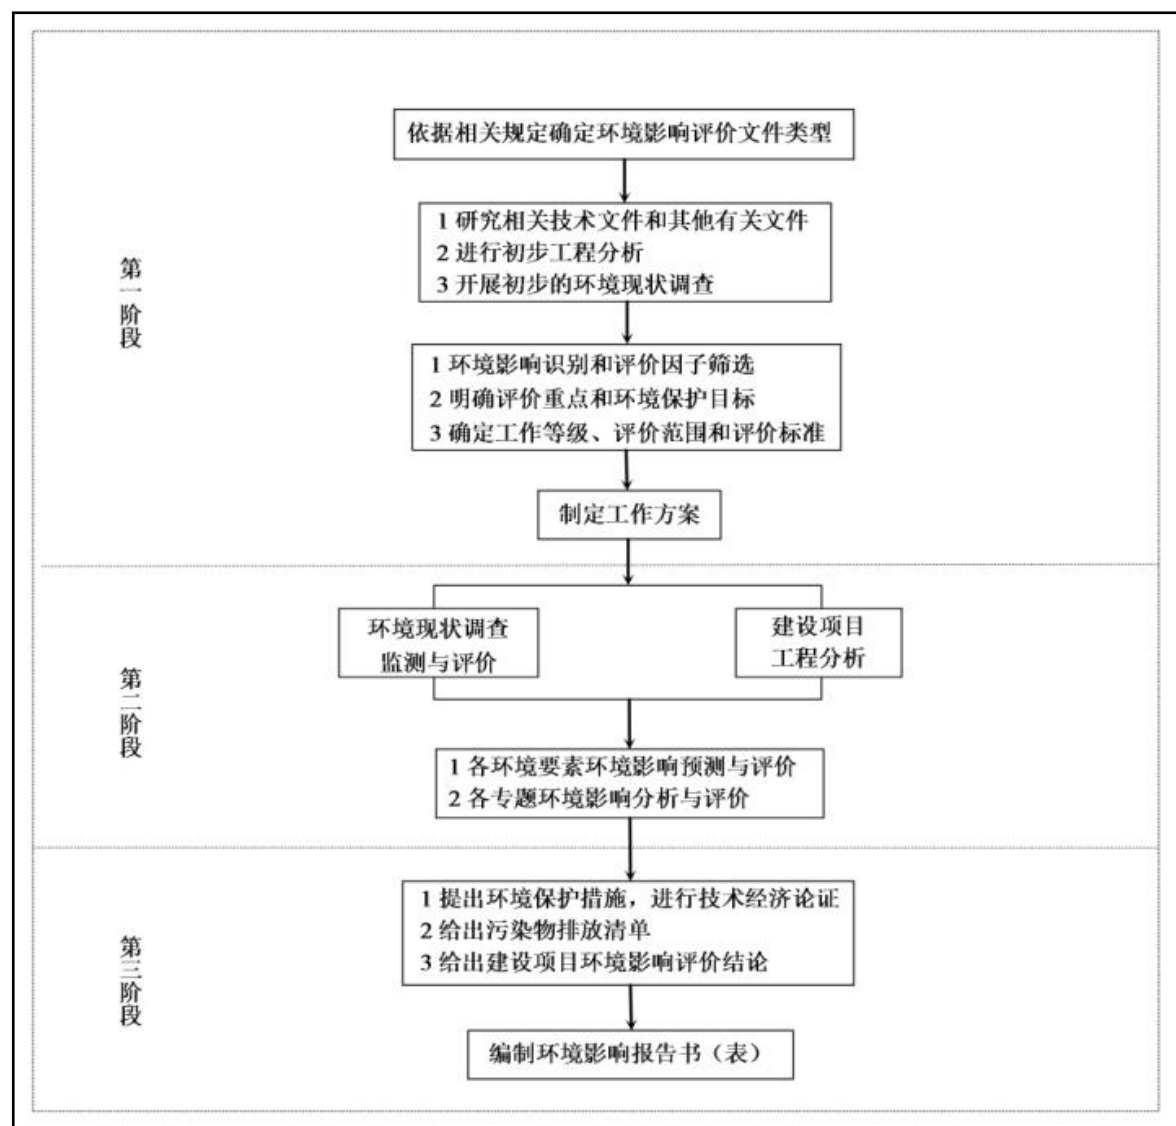 依据相关规定确定环境影响评价文件类型
第一阶段
1 研究相关技术文件和其他有关文件
2 进行初步工程分析
3 开展初步的环境现状调查
1 环境影响识别和评价因子筛选
2 明确评价重点和环境保护目标
3 确定工作等级、评价范围和评价标准
制定工作方案
第二阶段
环境现状调查
监测与评价
建设项目
工程分析
1 各环境要素环境影响预测与评价
2 各专题环境影响分析与评价
第三阶段
1 提出环境保护措施，进行技术经济论证
2 给出污染物排放清单
3 给出建设项目环境影响评价结论
编制环境影响报告书（表）